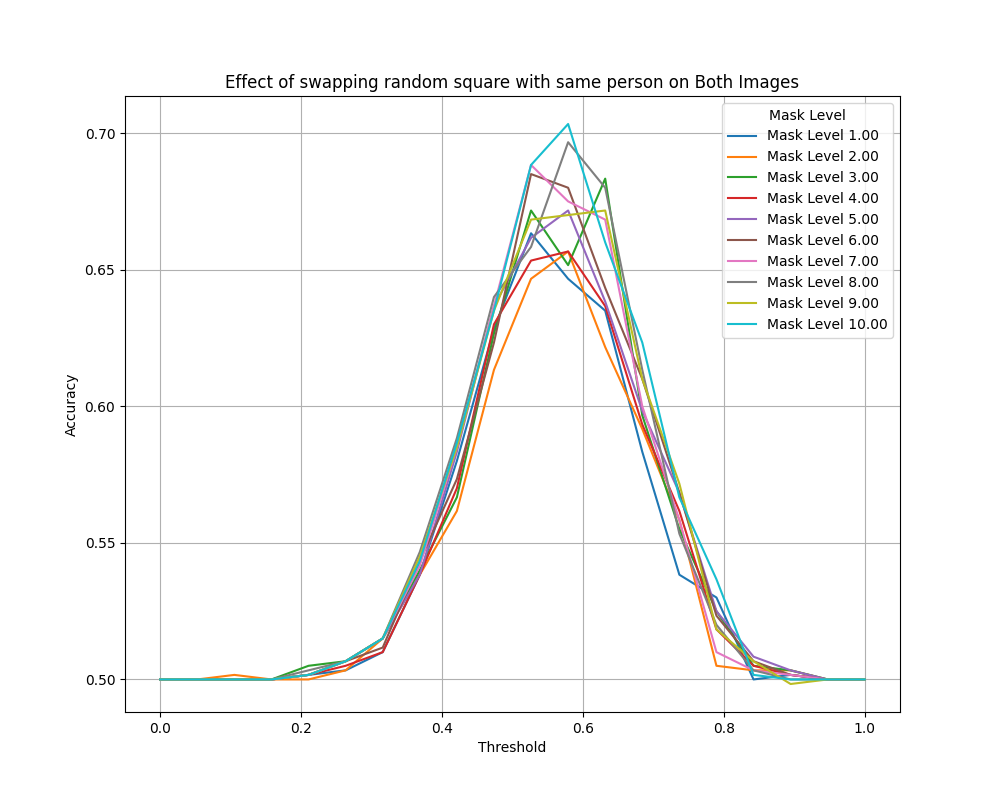 Effect of swapping random square with same person on Both Images
Mask Level
Mask Level 1.00
Mask Level 2.00
Mask Level 3.00
Mask Level 4.00
Mask Level 5.00
Mask Level 6.00
Mask Level 7.00
Mask Level 8.00
Mask Level 9.00
Mask Level 10.00
Accuracy
0.70
0.65
0.60
0.55
0.50
0.0 0.2 0.4 0.6 0.8 1.0
Threshold